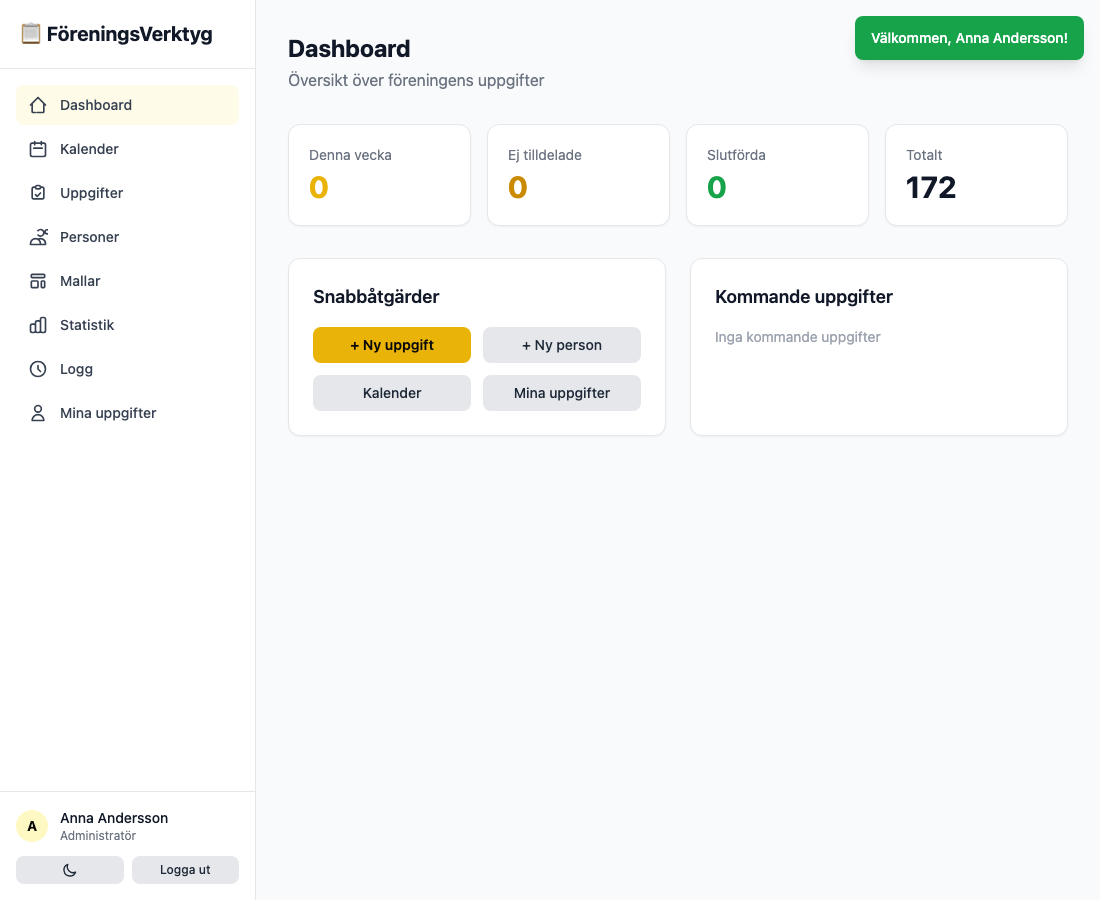 FöreningsVerktyg
Dashboard
Kalender
Uppgifter
Personer
Mallar
Statistik
Logg
Mina uppgifter
A
Anna Andersson
Administratör
Logga ut
Dashboard
Översikt över föreningens uppgifter
Välkommen, Anna Andersson!
Denna vecka
0
Ej tilldelade
0
Slutförda
0
Totalt
172
Snabbåtgärder
+ Ny uppgift
+ Ny person
Kalender
Mina uppgifter
Kommande uppgifter
Inga kommande uppgifter